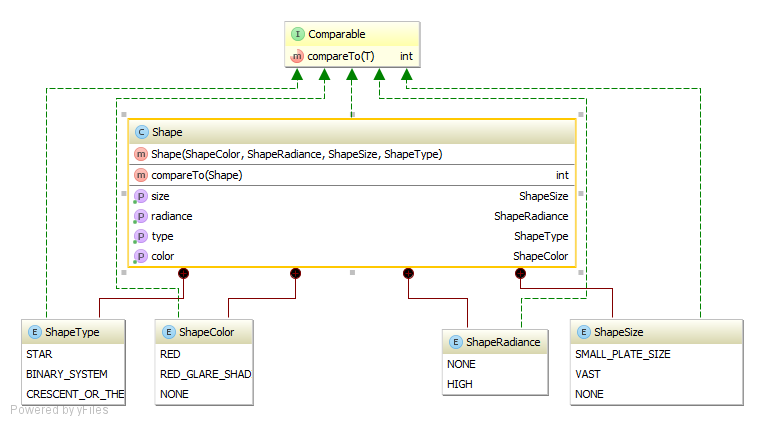 I Comparable
m compareTo(T) int
C Shape
m Shape(ShapeColor, ShapeRadiance, ShapeSize, ShapeType)
m compareTo(Shape) int
P size ShapeSize
P radiance ShapeRadiance
P type ShapeType
P color ShapeColor
E ShapeType
STAR
BINARY_SYSTEM
CRESCENT_OR_THE
E ShapeColor
RED
RED_GLARE_SHAD
NONE
E ShapeRadiance
NONE
HIGH
E ShapeSize
SMALL_PLATE_SIZE
VAST
NONE
Powered by yFiles